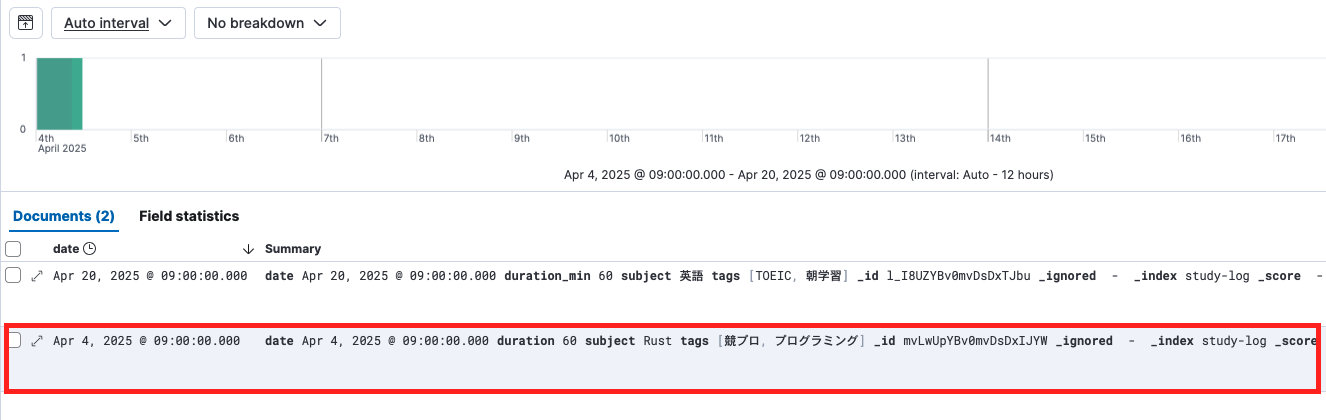 Auto interval No breakdown
1
0
4th 5th 6th 7th 8th 9th 10th 11th 12th 13th 14th 15th 16th 17th
April 2025
Apr 4, 2025 @ 09:00:00.000 - Apr 20, 2025 @ 09:00:00.000 (interval: Auto - 12 hours)
Documents (2) Field statistics
date Summary
Apr 20, 2025 @ 09:00:00.000 date Apr 20, 2025 @ 09:00:00.000 duration_min 60 subject 英語 tags [TOEIC, 朝学習] _id l_I8UZYBv0mvDsDxTJbu _ignored - _index study-log _score -
Apr 4, 2025 @ 09:00:00.000 date Apr 4, 2025 @ 09:00:00.000 duration 60 subject Rust tags [競プロ, プログラミング] _id mvLwUpYBv0mvDsDxIJYW _ignored - _index study-log _score